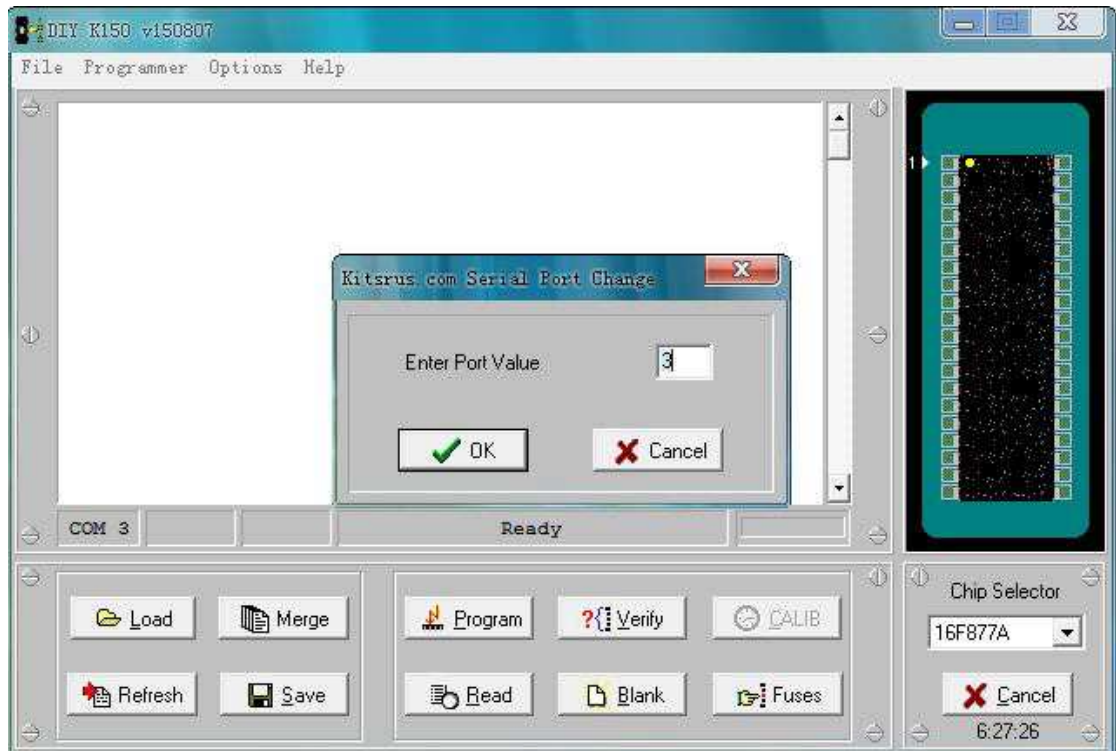 DIY K150 v150807
File Programmer Options Help
1
Kitsrus.com Serial Port Change
Enter Port Value
3
OK
Cancel
COM 3
Ready
Load
Merge
Program
Verify
CALIB
Refresh
Save
Read
Blank
Fuses
Chip Selector
16F877A
Cancel
6:27:26